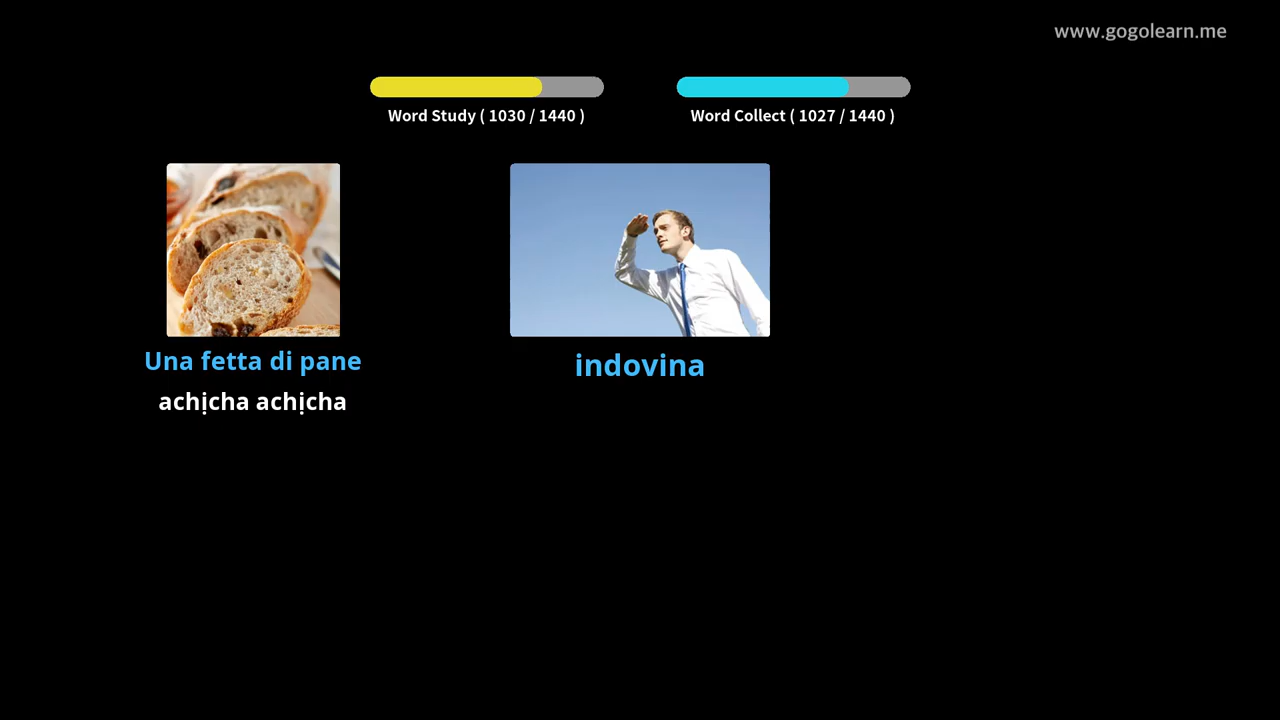 www.gogolearn.me
Word Study ( 1030 / 1440 )
Word Collect ( 1027 / 1440 )
Una fetta di pane
achịcha achịcha
indovina